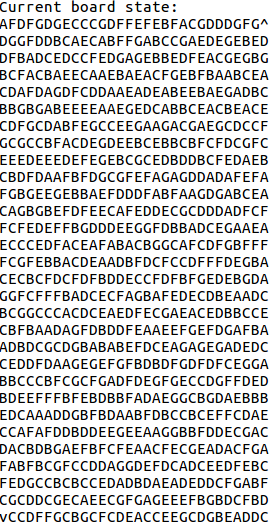 Current board state:
AFDFGDGECCCGDFFEFEBFACGDDDGFG^
DGGFDDBCAECABFFGABCCGAEDEGEBED
DFBADCEDCCFEDGAGEBBEDFEACGEGBG
BCFACBAEECAAEBAEACFGEBFBAABCEA
CDAFDAGDFCDDAAEADEABEEBAEGADBC
BBGBGABEEEEAAEGEDCABBCEACBEACE
CDFGCDABFEGCCEEGAAGACGAEGCDCCF
GCGCCBFACDEGDEEBCEBBCBFCFDCGFC
EEEDEEEDEFEGEBCGCEDBDDBCFEDAEB
CBDFDAAFBFDGCGFEFAGAGDDADAFEFA
FGBGEEGEBBAEFDDDFABFAAGDGABCEA
CAGBGBEFDFEECAFEDDECGCDDDADFCF
FCFEDEFFBGDDDEEGGFDBBADCEGAAEA
ECCCEDFACEAFABACBGGCAFCDFGBFFF
FCGFEBBACDEAADBFDCFCCDFFFDEGBA
CECBCFDCFDFBDDECCFDFBFGEDEBGDA
GGFCFFFBADCECFAGBAFEDECDBEAADC
BCGGCCCACDCEAEDFECGAEACEDBBCCE
CBFBAADAGFDBDDFEAAEEFGEFDGAFBA
ADBDCGCDGBABABEFDCEAGAGEGADEDC
CEDDFDAAGEGEFGFBDBDFGDFDFCEGGA
BBCCCBFCGCFGADFDEGFGECCDGFFDED
BDEEFFFBFEBDBBFADAEGGCBGDAEBBB
EDCAAADDGBFBDAABFDBCCBCEFFCDAE
CCAFAFDDBDDEEGEEAAGGBBFDDECGAC
DACBDBGAEFBFCFEAACFECGEADACFGA
FABFBCGFCCDDAGGDEFDCADCEEDFEBC
FEDGCCBCBCCEDADBDAEADEDDCFGABF
CGCDDCGECAEECGFGAGEEEFBGBDCFBD
vCCDFFGCBGCFCDEACCEEGCDGBEADDC